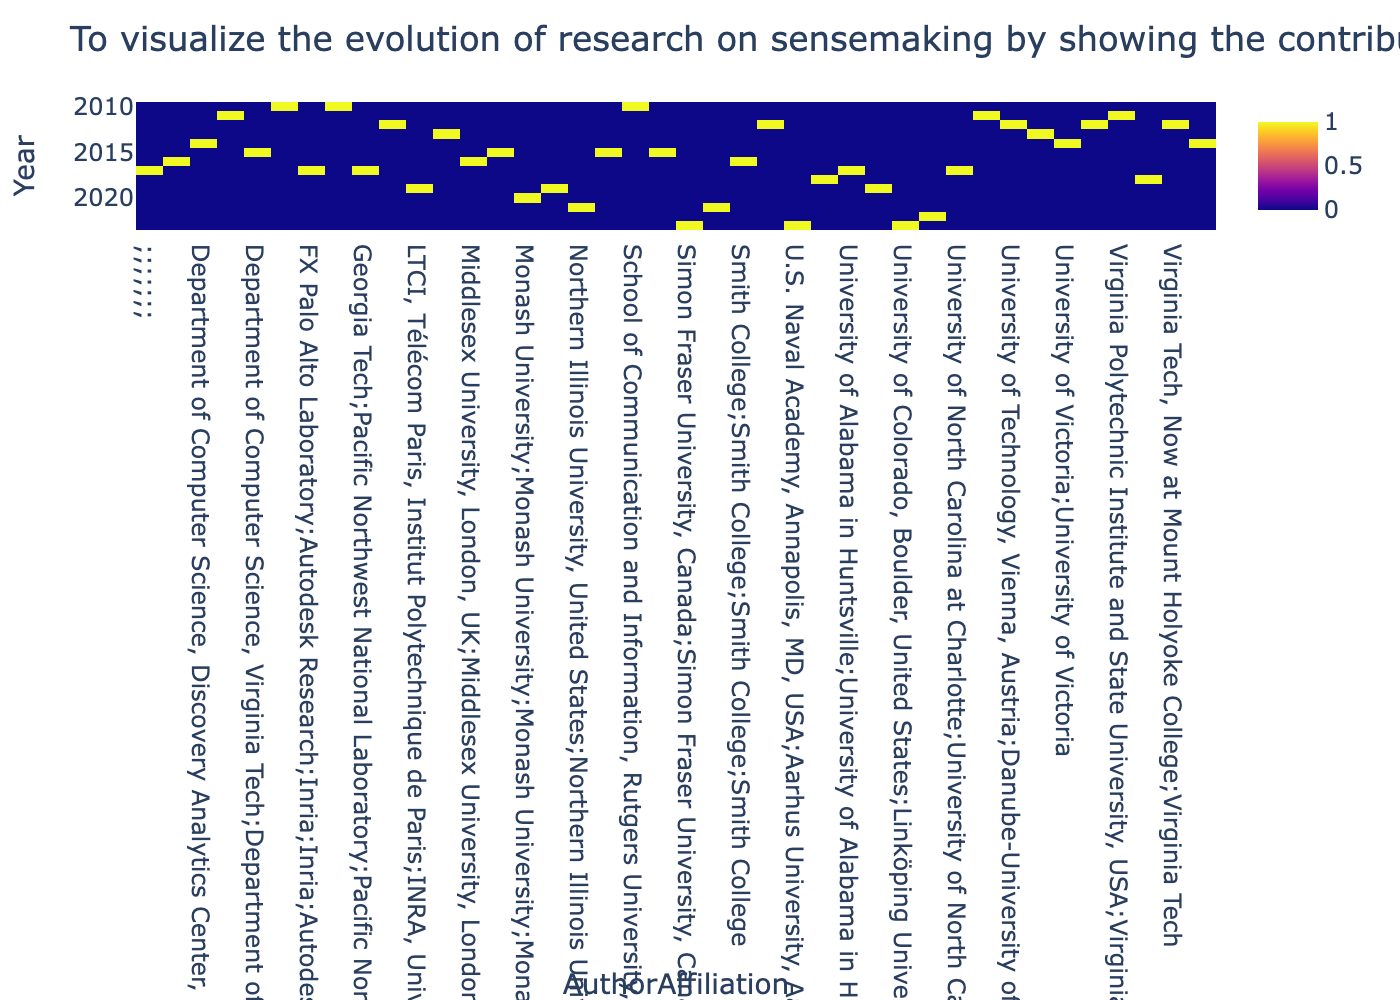 To visualize the evolution of research on sensemaking by showing the contribu
Year
2010
2015
2020
1
0.5
0
;;;;;;;
Department of Computer Science, Discovery Analytics Center,
Department of Computer Science, Virginia Tech;Department of
FX Palo Alto Laboratory;Autodesk Research;Inria;Inria;Autodes
Georgia Tech;Pacific Northwest National Laboratory;Pacific Nor
LTCI, Télécom Paris, Institut Polytechnique de Paris;INRA, Univ
Middlesex University, London, UK;Middlesex University, London
Monash University;Monash University;Monash University;Mona
Northern Illinois University, United States;Northern Illinois Uni
School of Communication and Information, Rutgers University,
Simon Fraser University, Canada;Simon Fraser University, Can
Smith College;Smith College;Smith College;Smith College
U.S. Naval Academy, Annapolis, MD, USA;Aarhus University, Aa
University of Alabama in Huntsville;University of Alabama in H
University of Colorado, Boulder, United States;Linköping Unive
University of North Carolina at Charlotte;University of North Ca
University of Technology, Vienna, Austria;Danube-University of
University of Victoria;University of Victoria
Virginia Polytechnic Institute and State University, USA;Virginia
Virginia Tech, Now at Mount Holyoke College;Virginia Tech
AuthorAffiliation